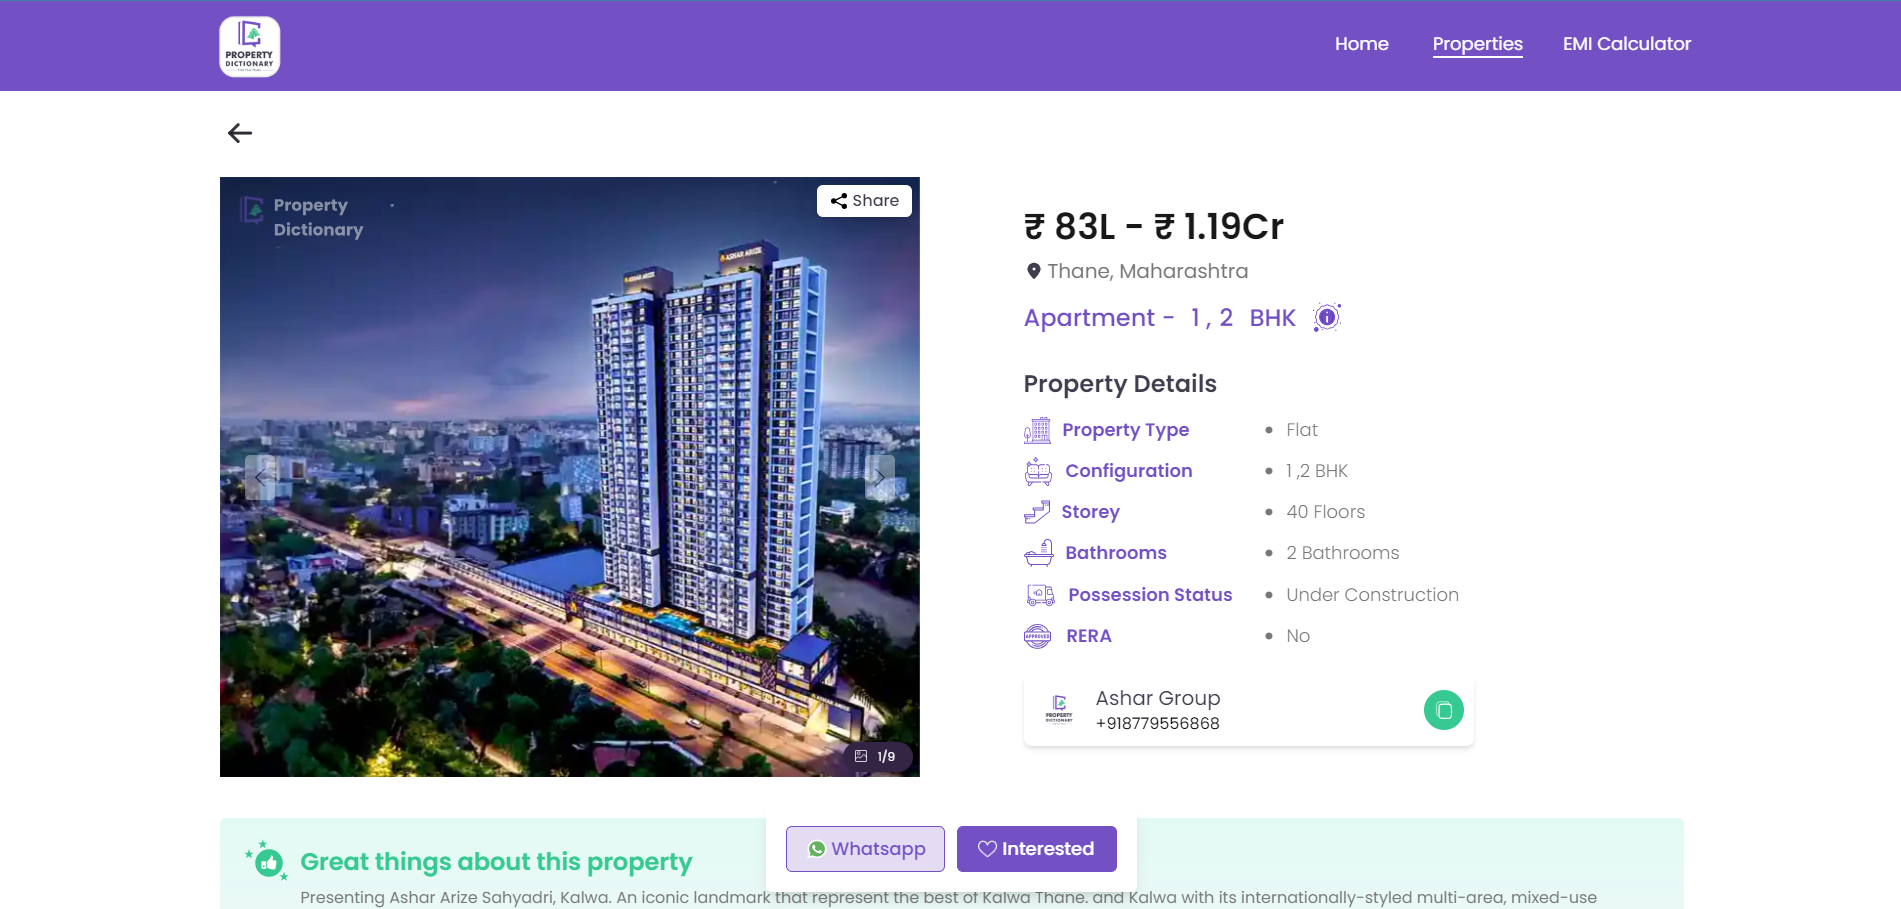 PROPERTY
DICTIONARY
Home
Properties
EMI Calculator
Property
Dictionary
Share
ASHAR ARIZE
ASHAR ARIZE
1/9
₹ 83L - ₹ 1.19Cr
Thane, Maharashtra
Apartment - 1 , 2 BHK
Property Details
Property Type
Flat
Configuration
1 ,2 BHK
Storey
40 Floors
Bathrooms
2 Bathrooms
Possession Status
Under Construction
APPROVED
RERA
No
PROPERTY
DICTIONARY
Ashar Group
+918779556868
Whatsapp
Interested
Great things about this property
Presenting Ashar Arize Sahyadri, Kalwa. An iconic landmark that represent the best of Kalwa Thane. and Kalwa with its internationally-styled multi-area, mixed-use